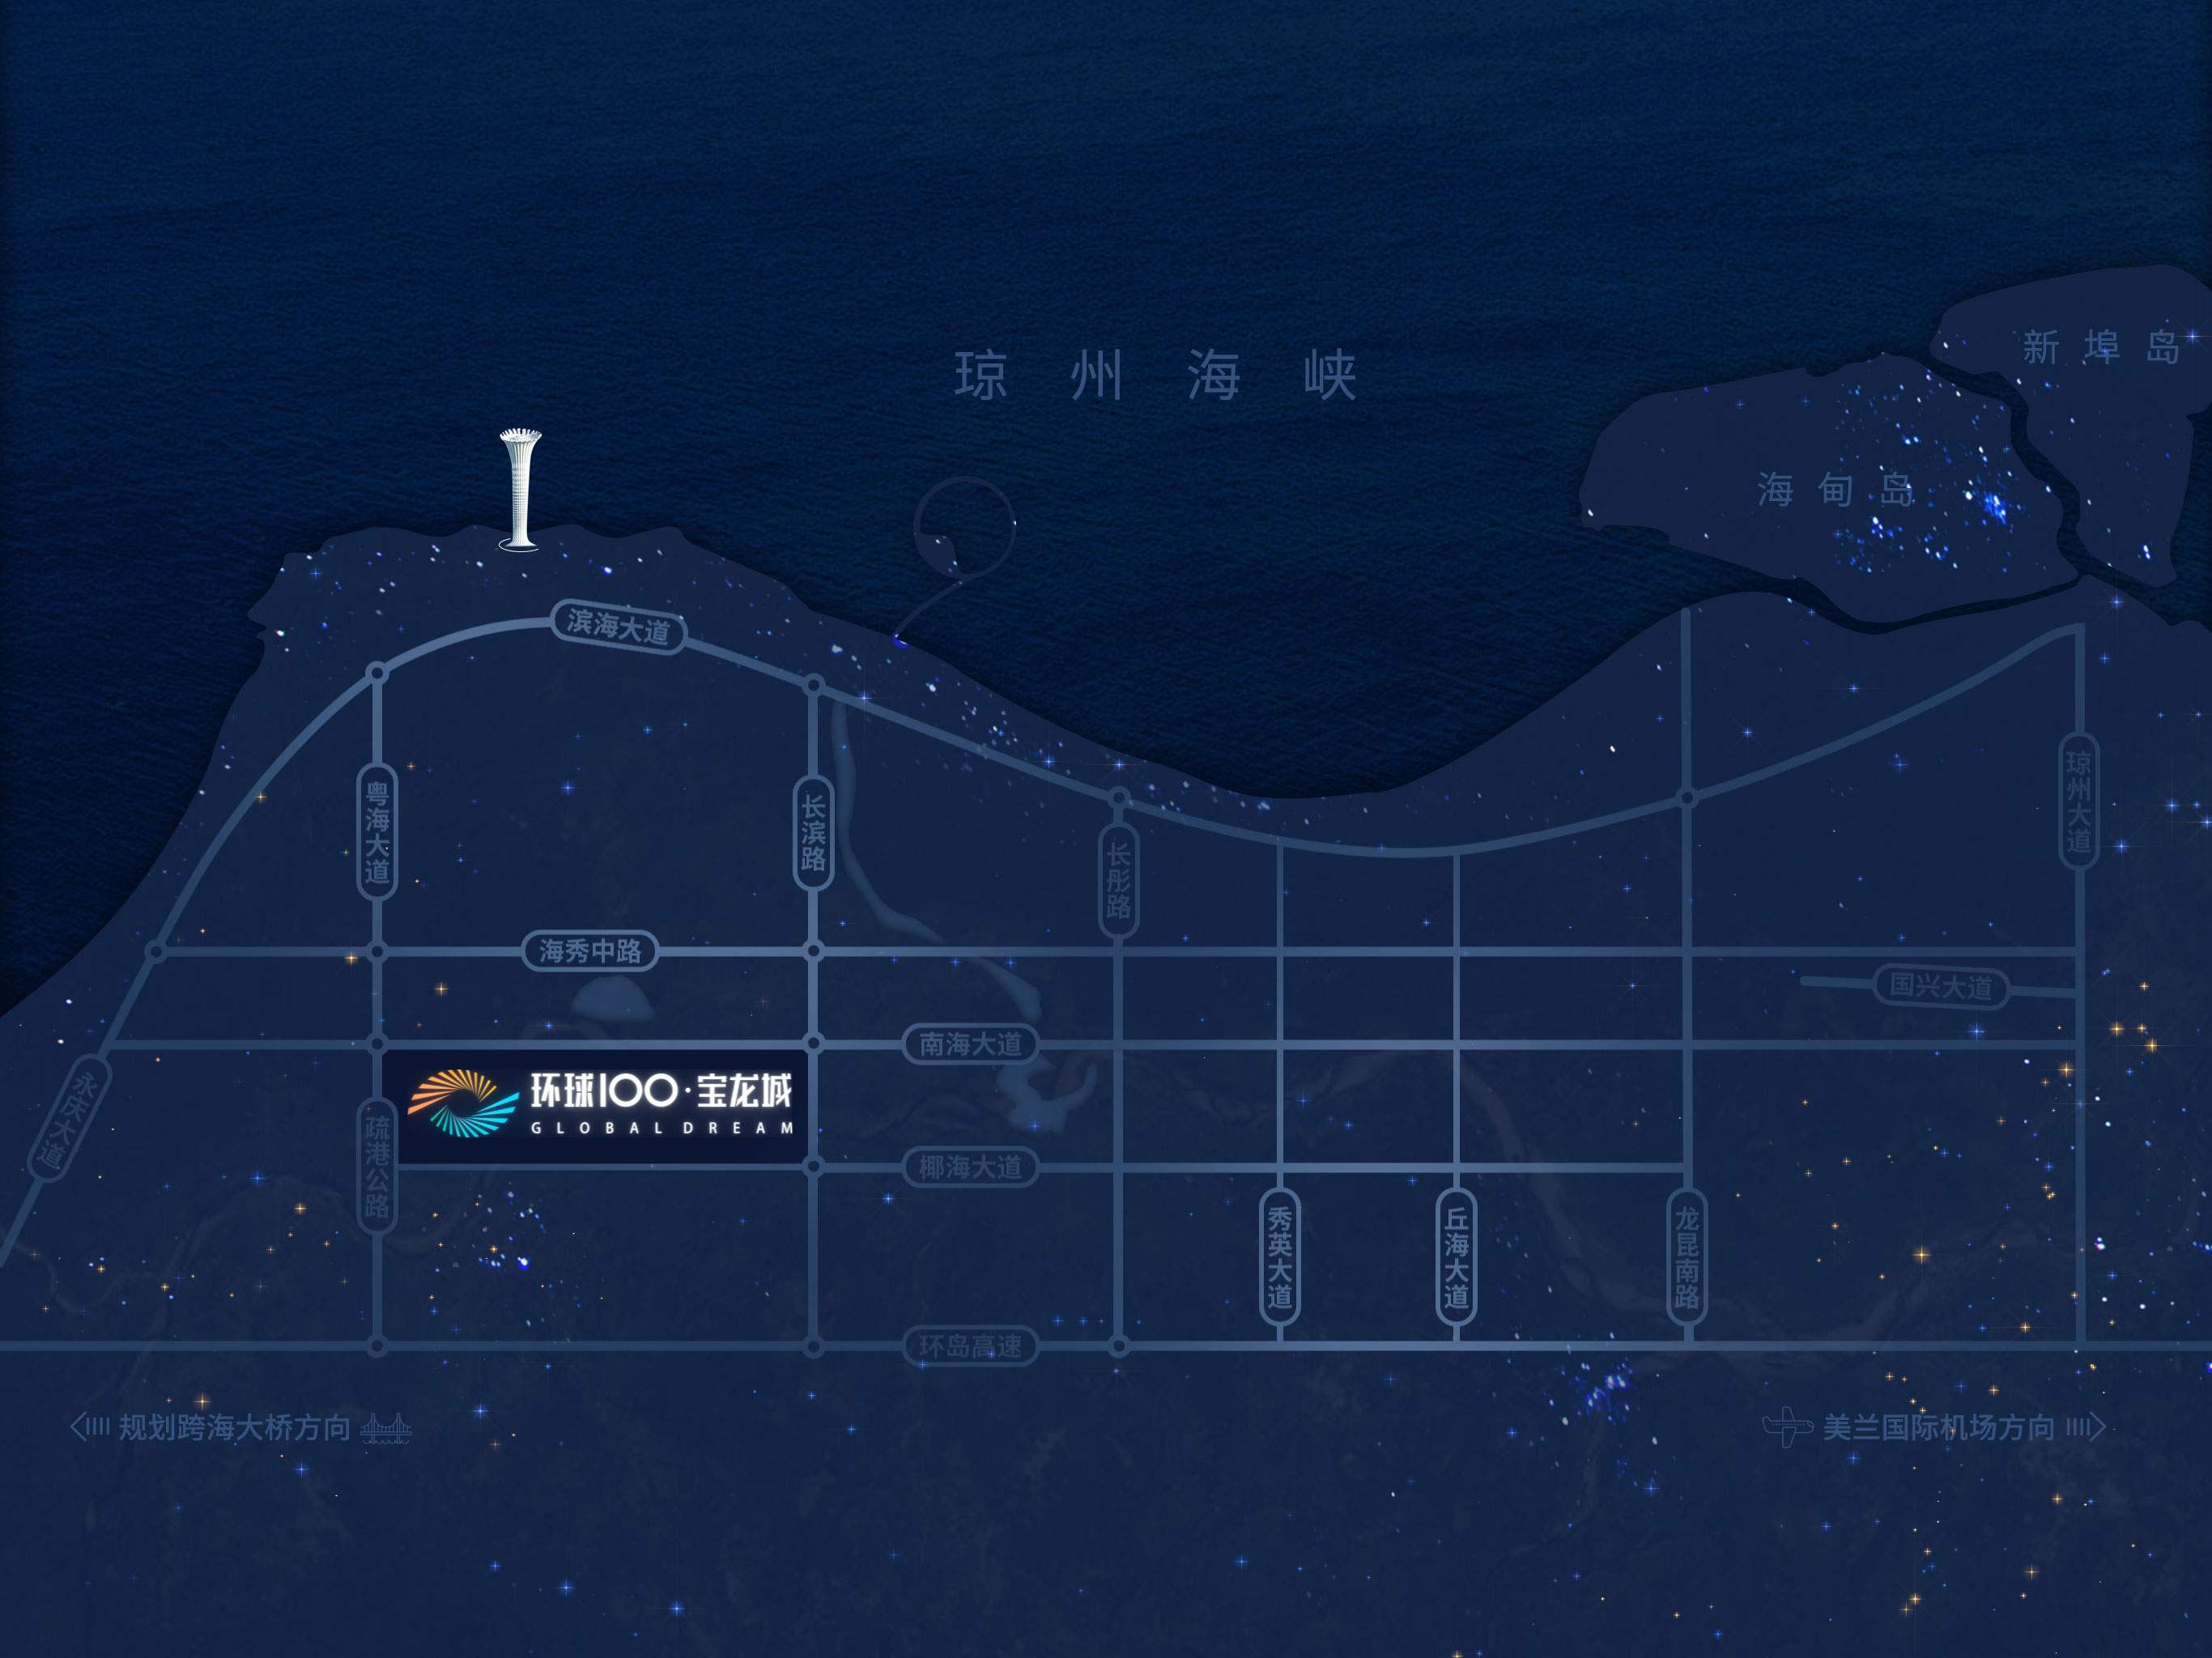 琼州海峡
新埠岛
海甸岛
滨海大道
粤海大道
长滨路
长彤路
琼州大道
海秀中路
国兴大道
南海大道
永庆大道
疏港公路
环球100·宝龙城
GLOBAL DREAM
椰海大道
秀英大道
丘海大道
龙昆南路
环岛高速
规划跨海大桥方向
美兰国际机场方向